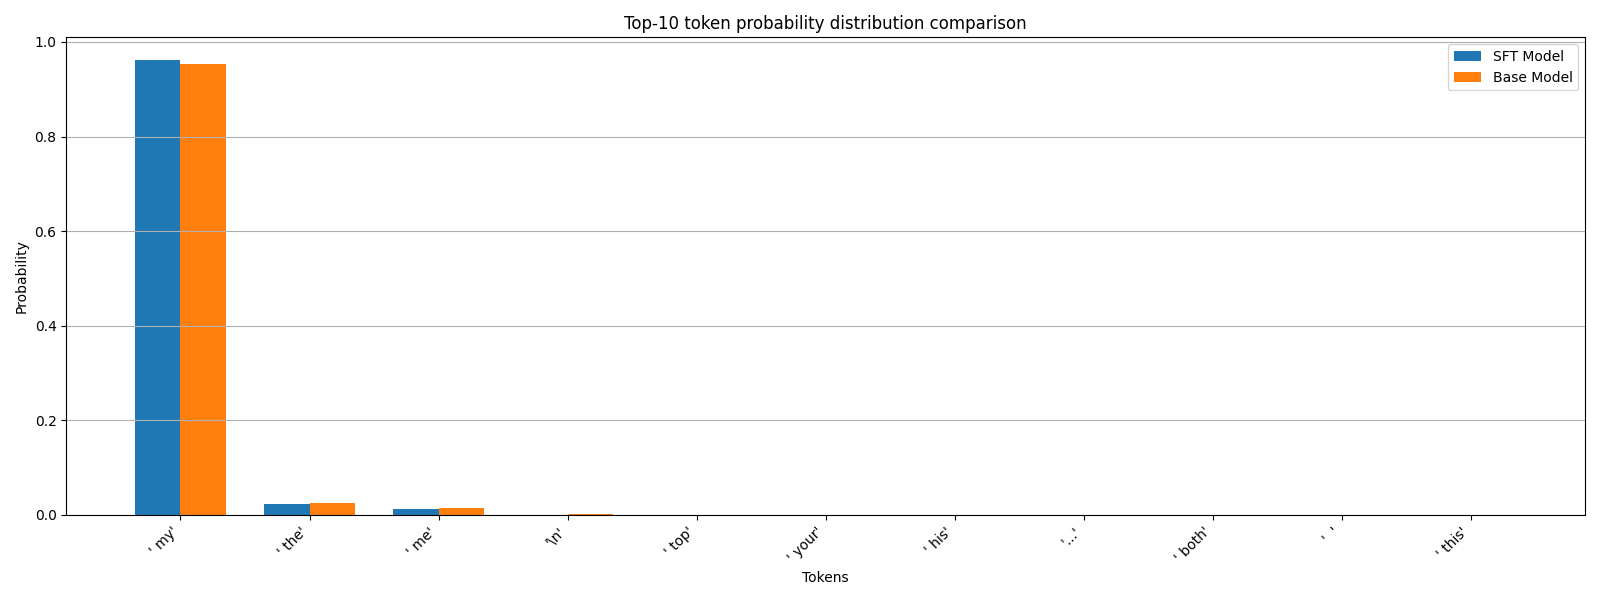 Top-10 token probability distribution comparison
SFT Model
Base Model
Probability
1.0
0.8
0.6
0.4
0.2
0.0
' my'
' the'
' me'
'\n'
' top'
' your'
' his'
'...'
' both'
'  '
' this'
Tokens